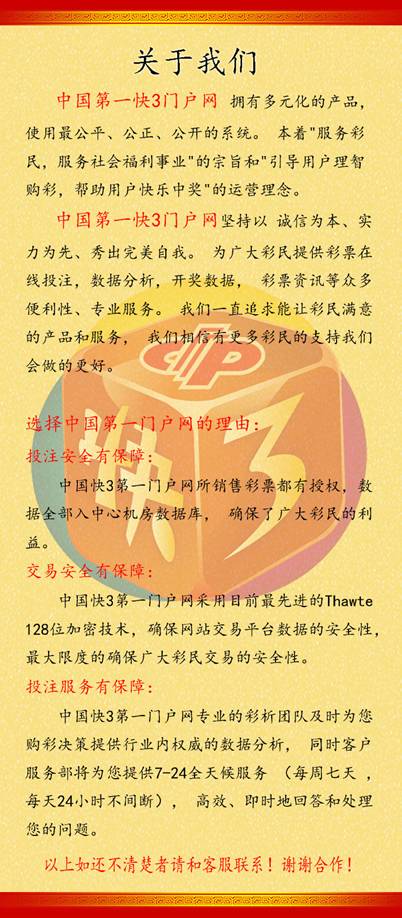 关于我们
中国第一快3门户网 拥有多元化的产品，
使用最公平、公正、公开的系统。 本着"服务彩
民，服务社会福利事业"的宗旨和"引导用户理智
购彩，帮助用户快乐中奖"的运营理念。
中国第一快3门户网坚持以 诚信为本、实
力为先、秀出完美自我。 为广大彩民提供彩票在
线投注，数据分析，开奖数据， 彩票资讯等众多
便利性、专业服务。 我们一直追求能让彩民满意
的产品和服务， 我们相信有更多彩民的支持我们
会做的更好。
选择中国第一门户网的理由：
投注安全有保障：
中国快3第一门户网所销售彩票都有授权，数
据全部入中心机房数据库， 确保了广大彩民的利
益。
交易安全有保障：
中国快3第一门户网采用目前最先进的Thawte
128位加密技术，确保网站交易平台数据的安全性，
最大限度的确保广大彩民交易的安全性。
投注服务有保障：
中国快3第一门户网专业的彩析团队及时为您
购彩决策提供行业内权威的数据分析， 同时客户
服务部将为您提供7-24全天候服务 （每周七天 ，
每天24小时不间断）， 高效、即时地回答和处理
您的问题。
以上如还不清楚者请和客服联系！谢谢合作！
快3